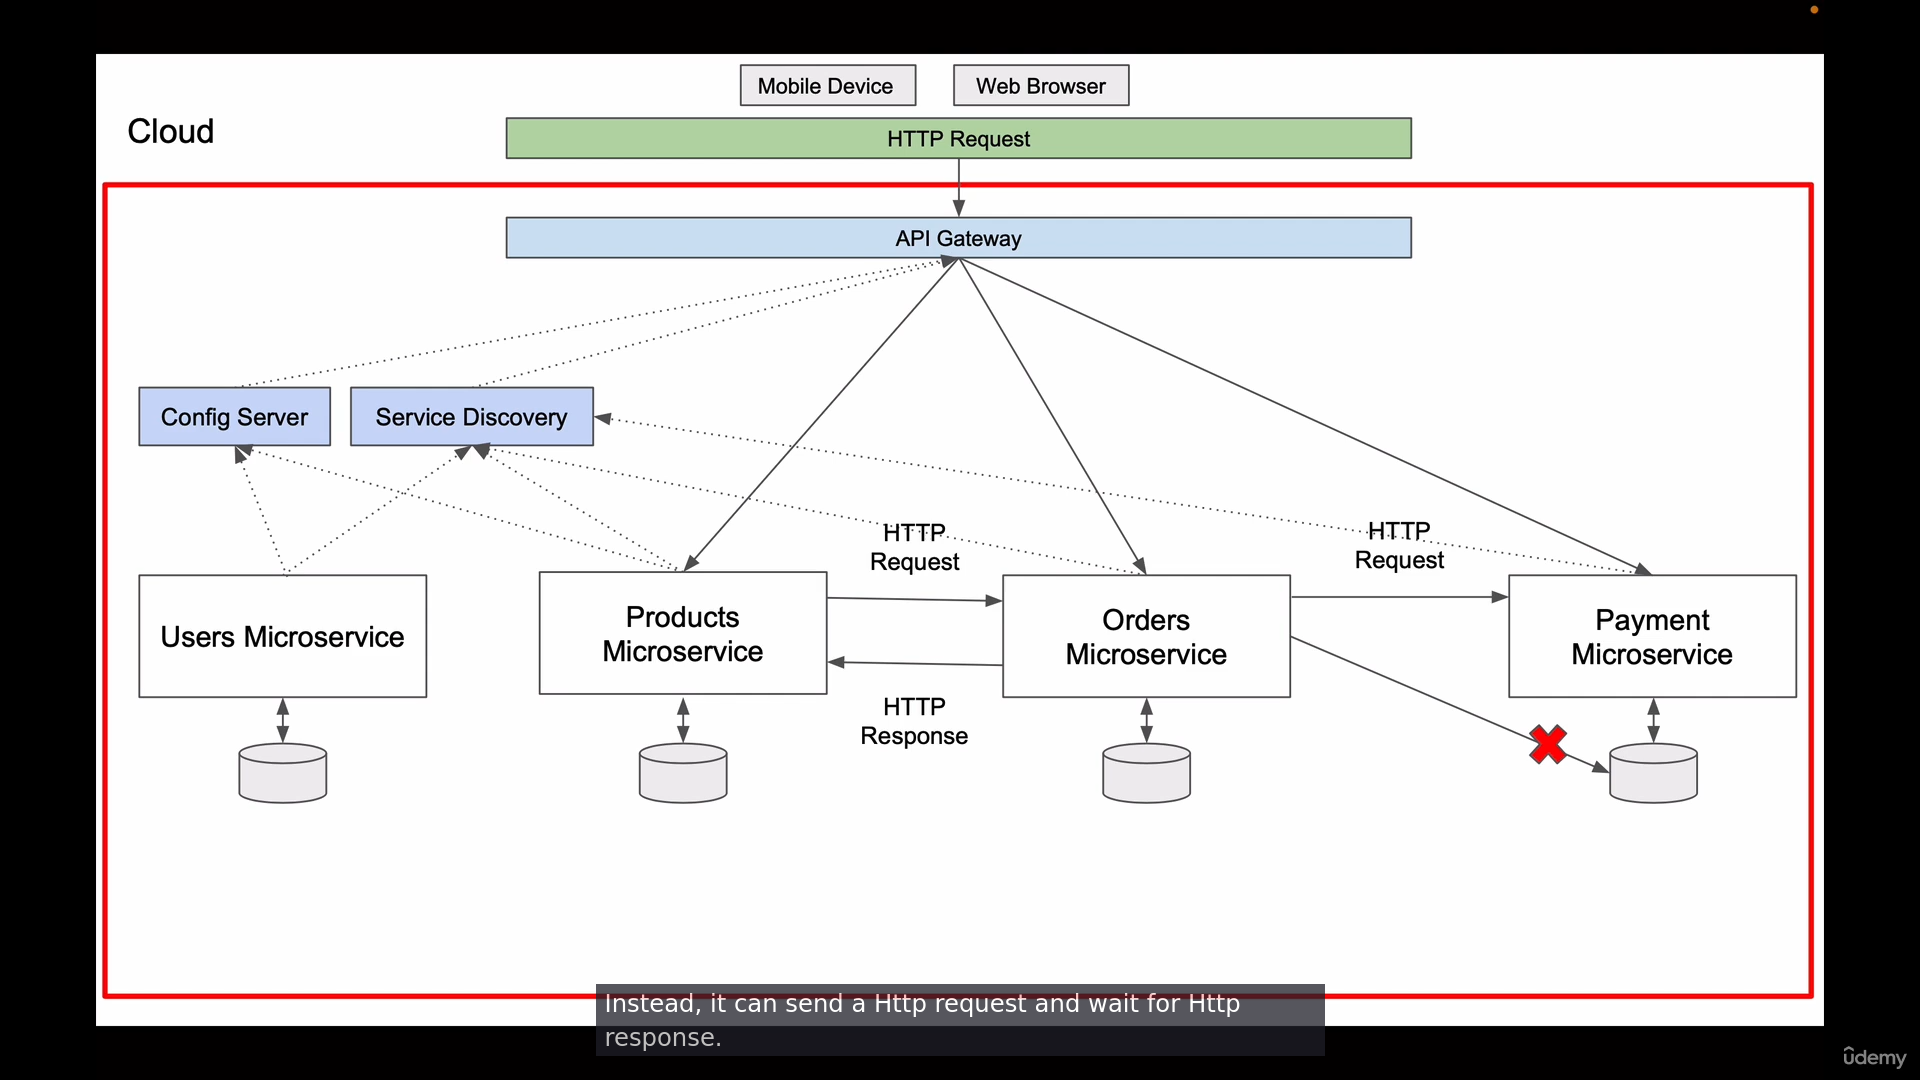 Mobile Device
Web Browser
Cloud
HTTP Request
API Gateway
Config Server
Service Discovery
HTTP
Request
HTTP
Request
Users Microservice
Products
Microservice
Orders
Microservice
Payment
Microservice
HTTP
Response
Instead, it can send a Http request and wait for Http
response.
ûdemy